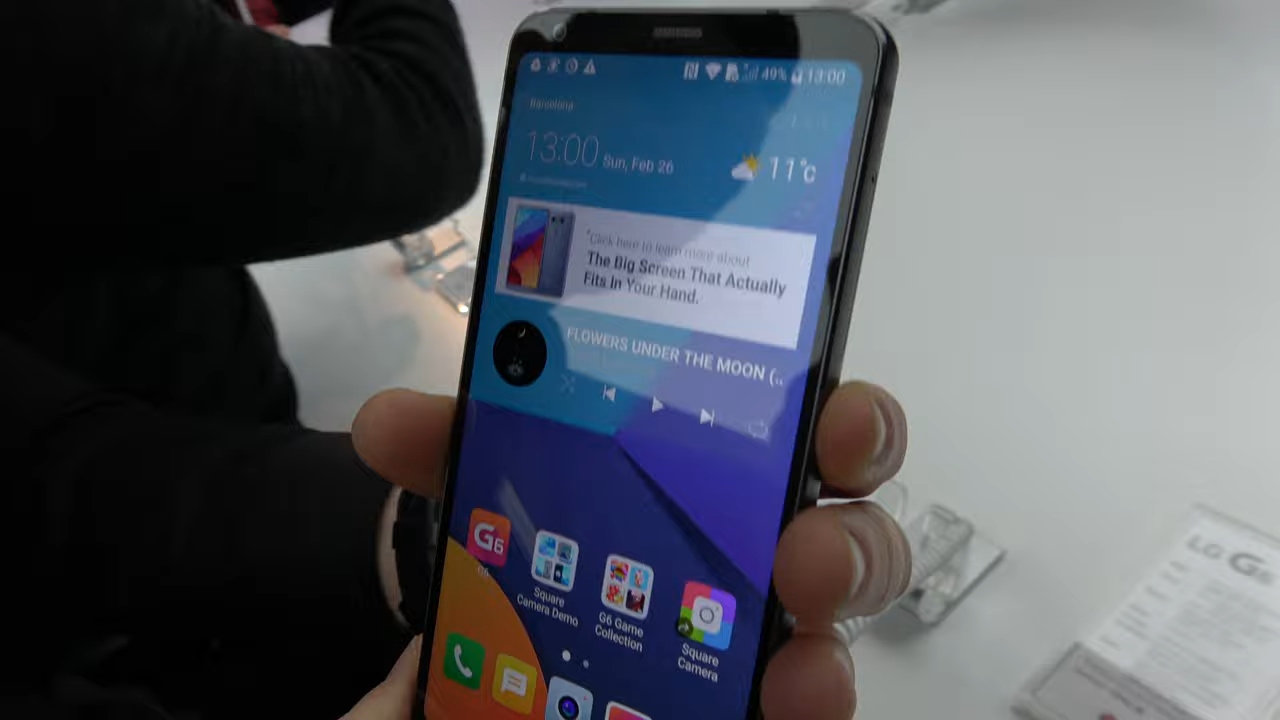 49% 13:00
Barcelona
13:00 Sun, Feb 26
11°C
"Click here to learn more about
The Big Screen That Actually
Fits In Your Hand.
FLOWERS UNDER THE MOON (..
G6
G6
Square
Camera Demo
G6 Game
Collection
Square
Camera
LG G6